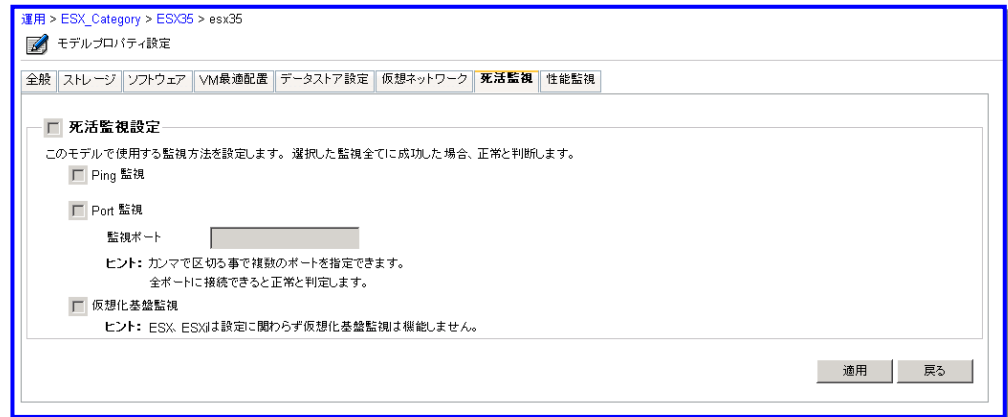 運用 > ESX_Category > ESX35 > esx35
モデルプロパティ設定
全般 ストレージ ソフトウェア VM最適配置 データストア設定 仮想ネットワーク 死活監視 性能監視
死活監視設定
このモデルで使用する監視方法を設定します。選択した監視全てに成功した場合、正常と判断します。
Ping 監視
Port 監視
監視ポート
ヒント: カンマで区切る事で複数のポートを指定できます。
全ポートに接続できると正常と判定します。
仮想化基盤監視
ヒント: ESX、ESXiは設定に関わらず仮想化基盤監視は機能しません。
適用 戻る